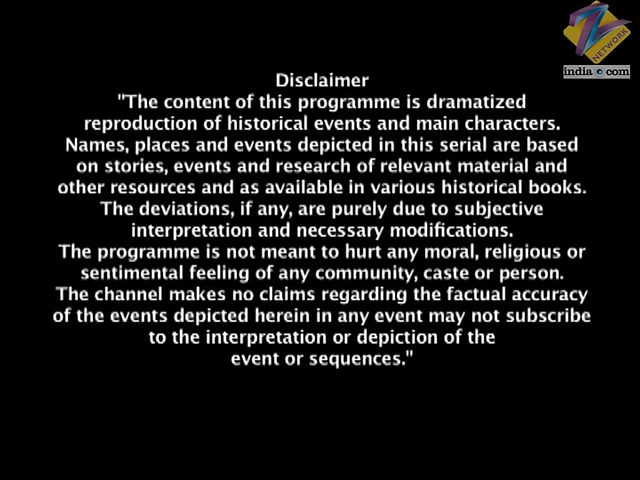 Z
NETWORK
india.com
Disclaimer
"The content of this programme is dramatized
reproduction of historical events and main characters.
Names, places and events depicted in this serial are based
on stories, events and research of relevant material and
other resources and as available in various historical books.
The deviations, if any, are purely due to subjective
interpretation and necessary modifications.
The programme is not meant to hurt any moral, religious or
sentimental feeling of any community, caste or person.
The channel makes no claims regarding the factual accuracy
of the events depicted herein in any event may not subscribe
to the interpretation or depiction of the
event or sequences."